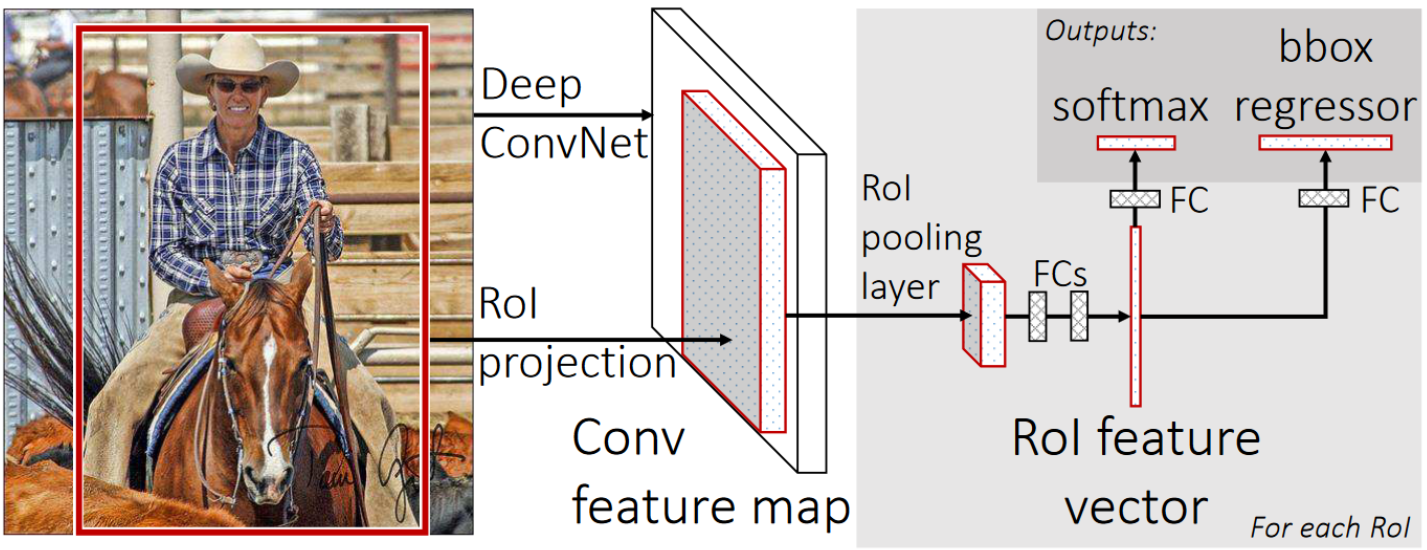 Deep
ConvNet
RoI
projection
Conv
feature map
RoI
pooling
layer
FCs
RoI feature
vector
For each RoI
Outputs:
softmax
bbox
regressor
FC
FC